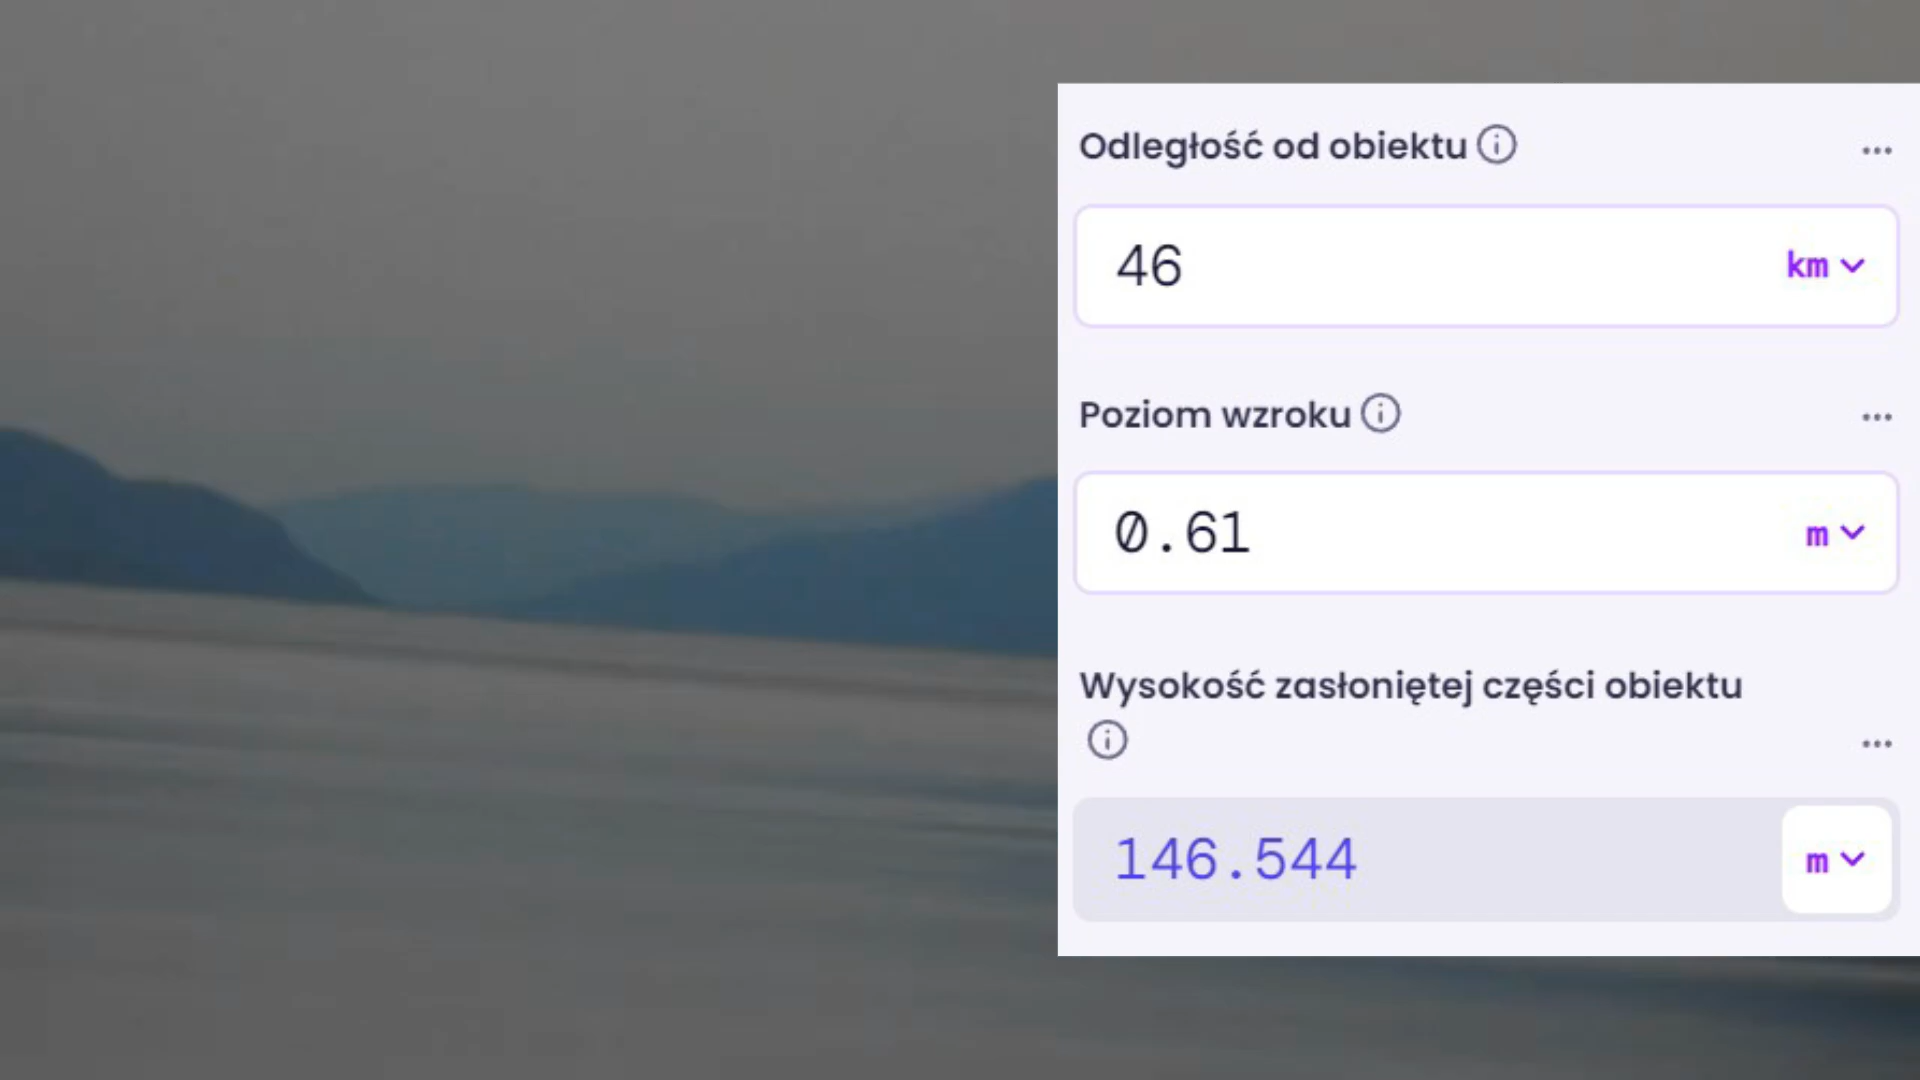 Odległość od obiektu
46 km
Poziom wzroku
0.61 m
Wysokość zasłoniętej części obiektu
146.544 m